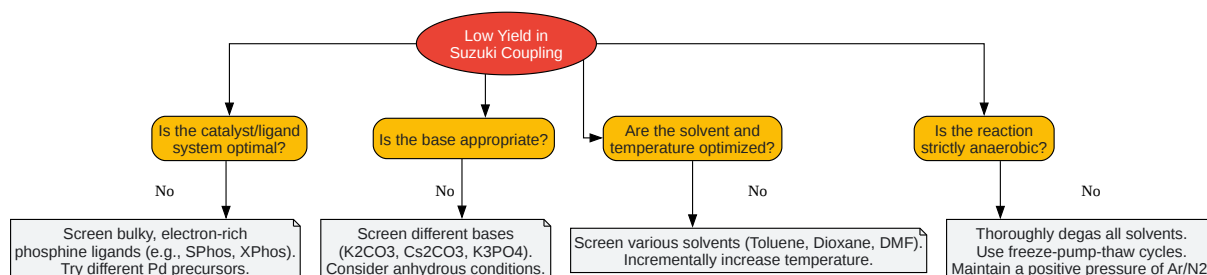 Low Yield in
Suzuki Coupling
Is the catalyst/ligand
system optimal?
Is the base appropriate?
Are the solvent and
temperature optimized?
Is the reaction
strictly anaerobic?
No
No
No
No
Screen bulky, electron-rich
phosphine ligands (e.g., SPhos, XPhos).
Try different Pd precursors.
Screen different bases
(K2CO3, Cs2CO3, K3PO4).
Consider anhydrous conditions.
Screen various solvents (Toluene, Dioxane, DMF).
Incrementally increase temperature.
Thoroughly degas all solvents.
Use freeze-pump-thaw cycles.
Maintain a positive pressure of Ar/N2.